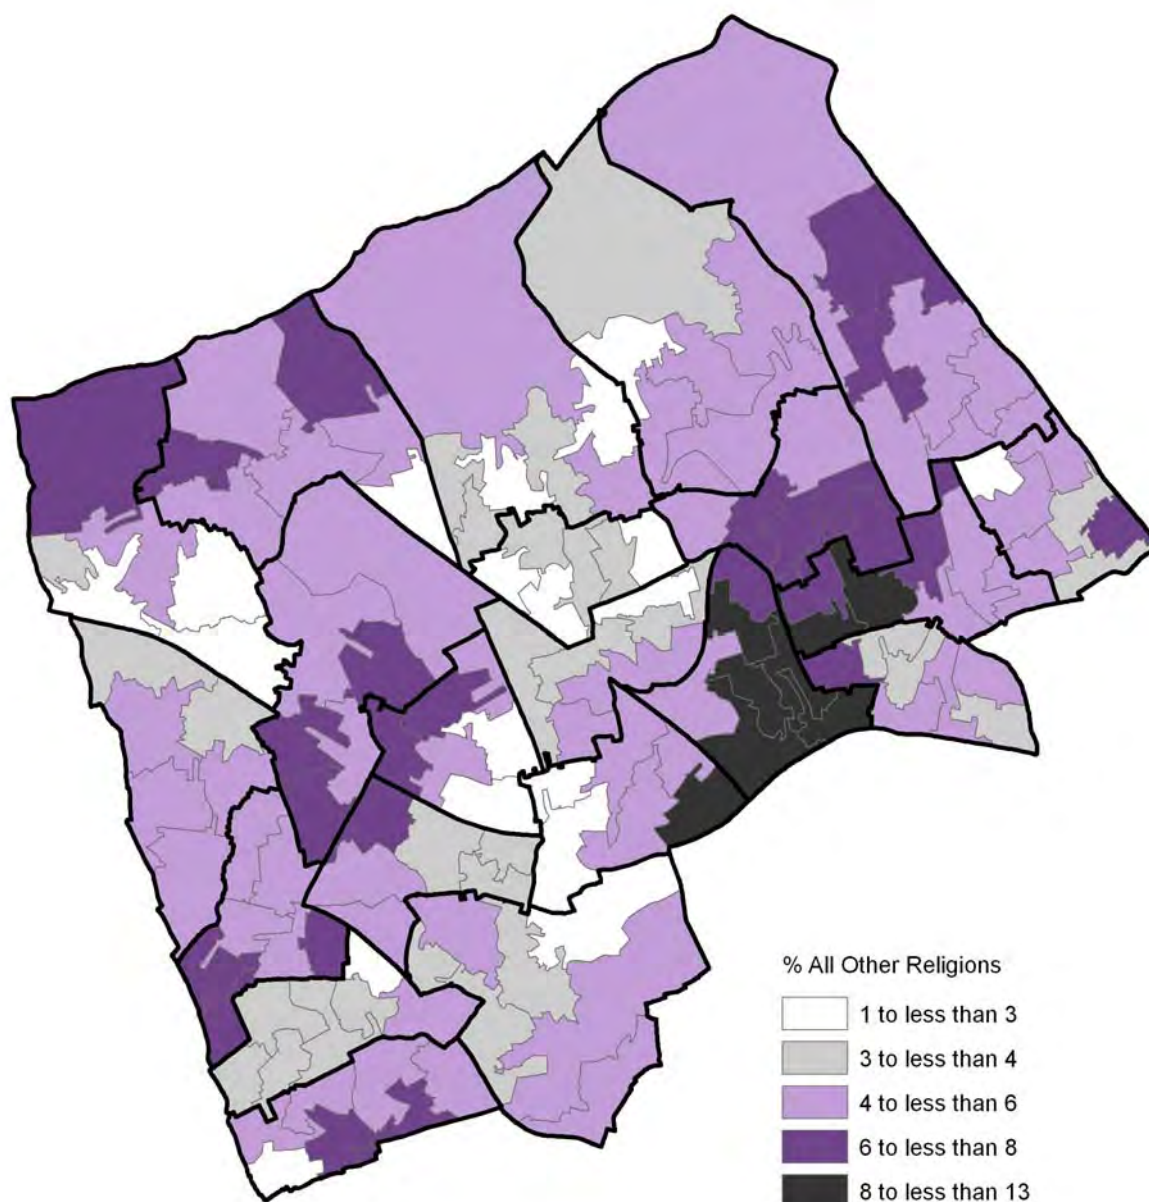 % All Other Religions
1 to less than 3
3 to less than 4
4 to less than 6
6 to less than 8
8 to less than 13